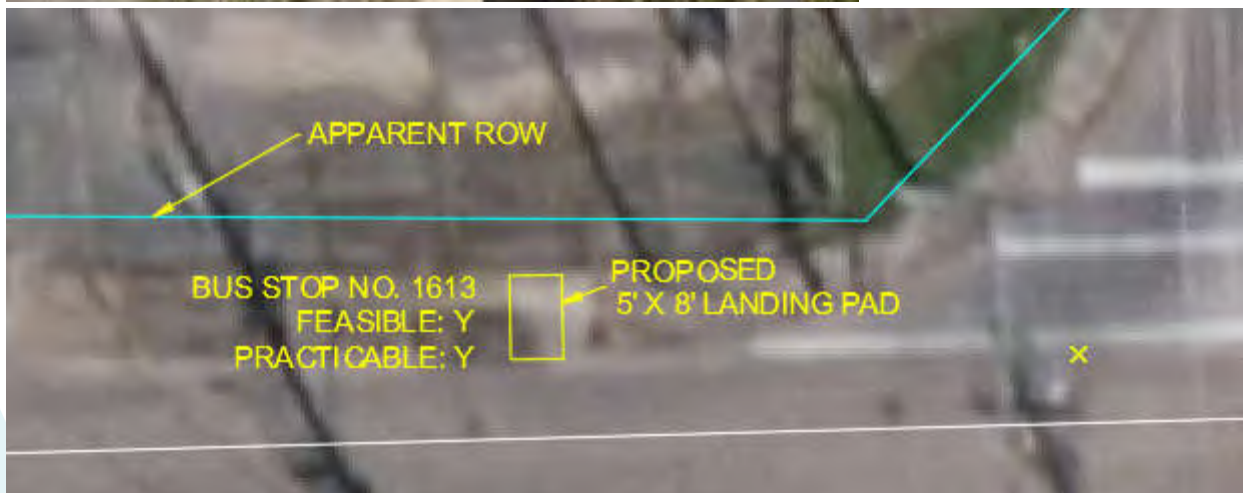 APPARENT ROW
BUS STOP NO. 1613
FEASIBLE: Y
PRACTICABLE: Y
PROPOSED
5' X 8' LANDING PAD